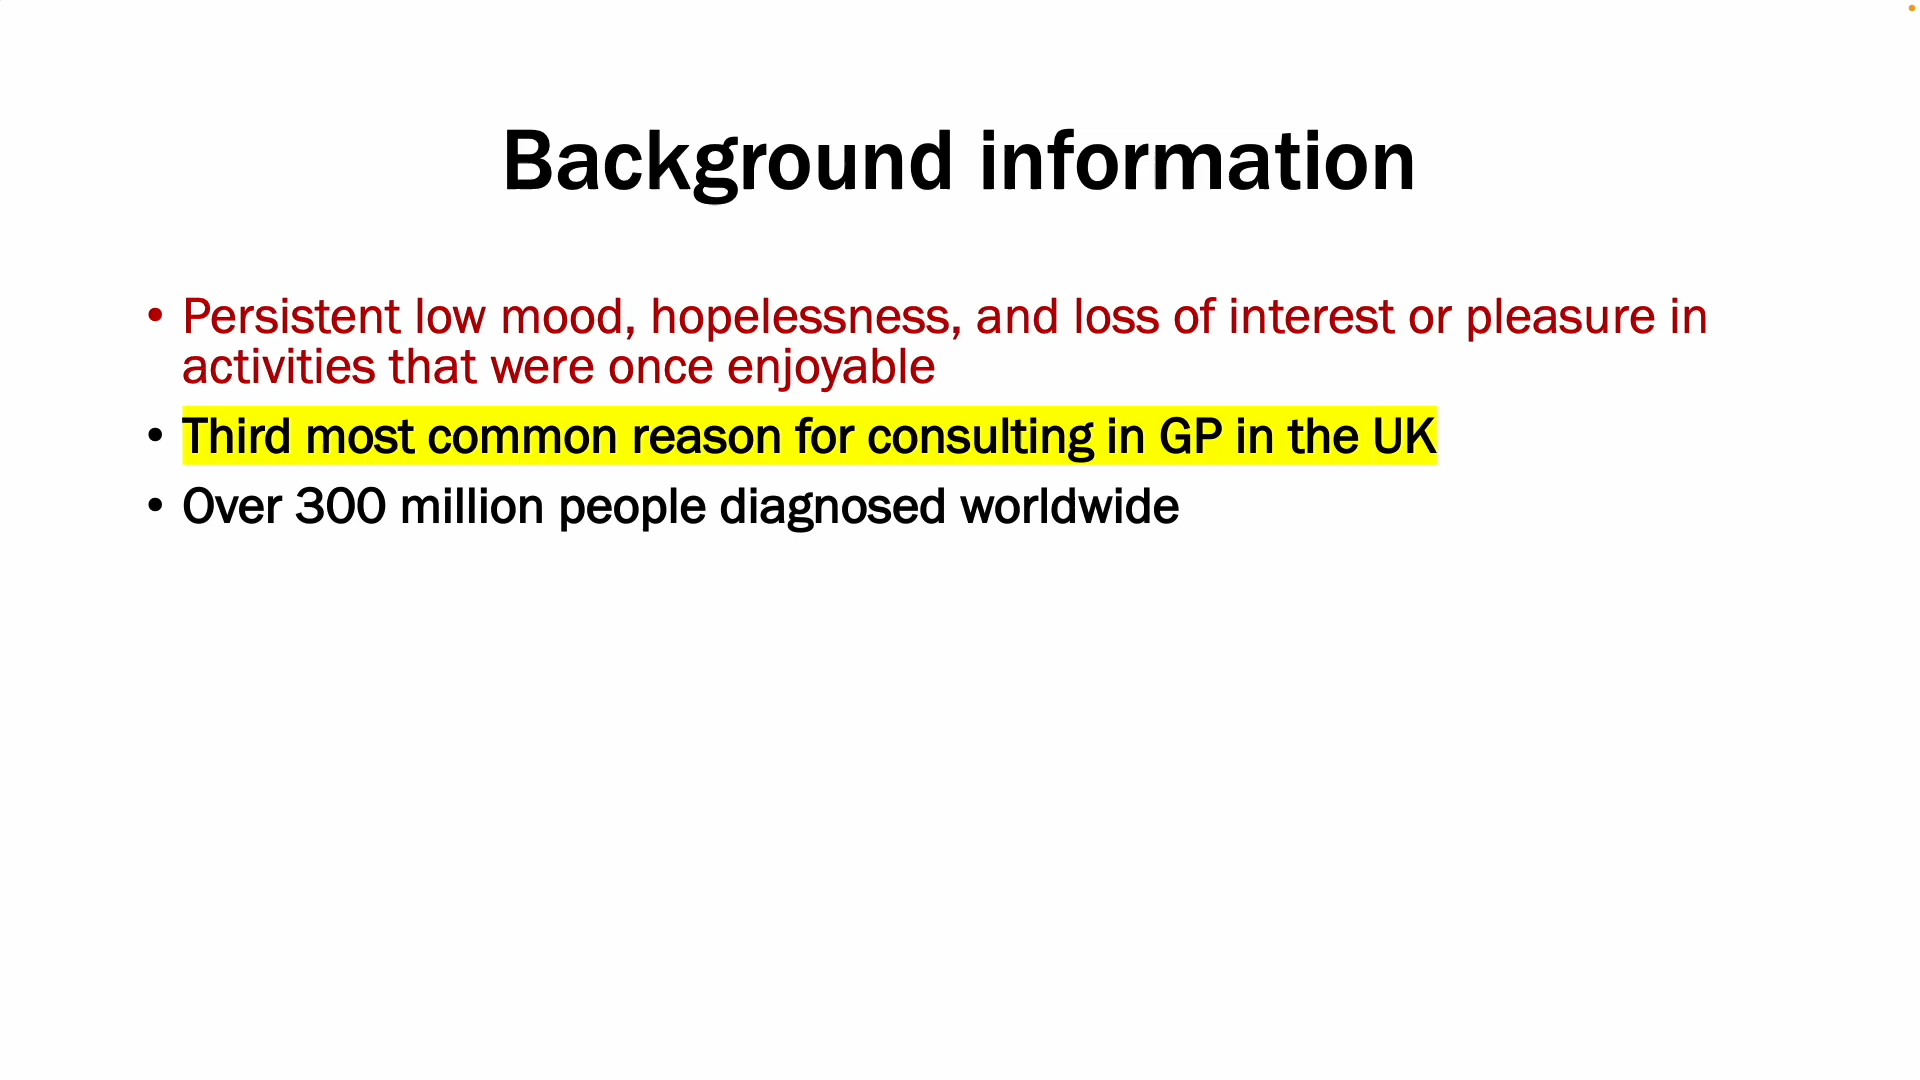 Background information
• Persistent low mood, hopelessness, and loss of interest or pleasure in
activities that were once enjoyable
• Third most common reason for consulting in GP in the UK
• Over 300 million people diagnosed worldwide